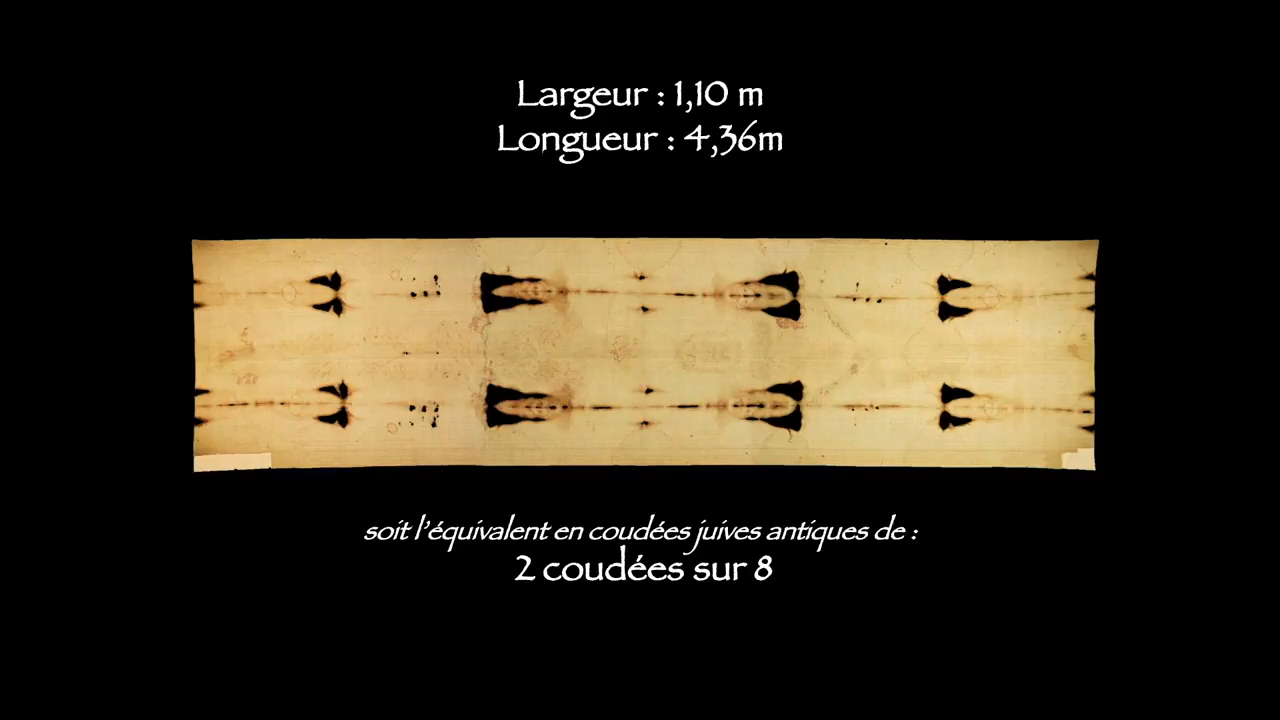 Largeur : 1,10 m
Longueur : 4,36m
soit l'équivalent en coudées juives antiques de :
2 coudées sur 8